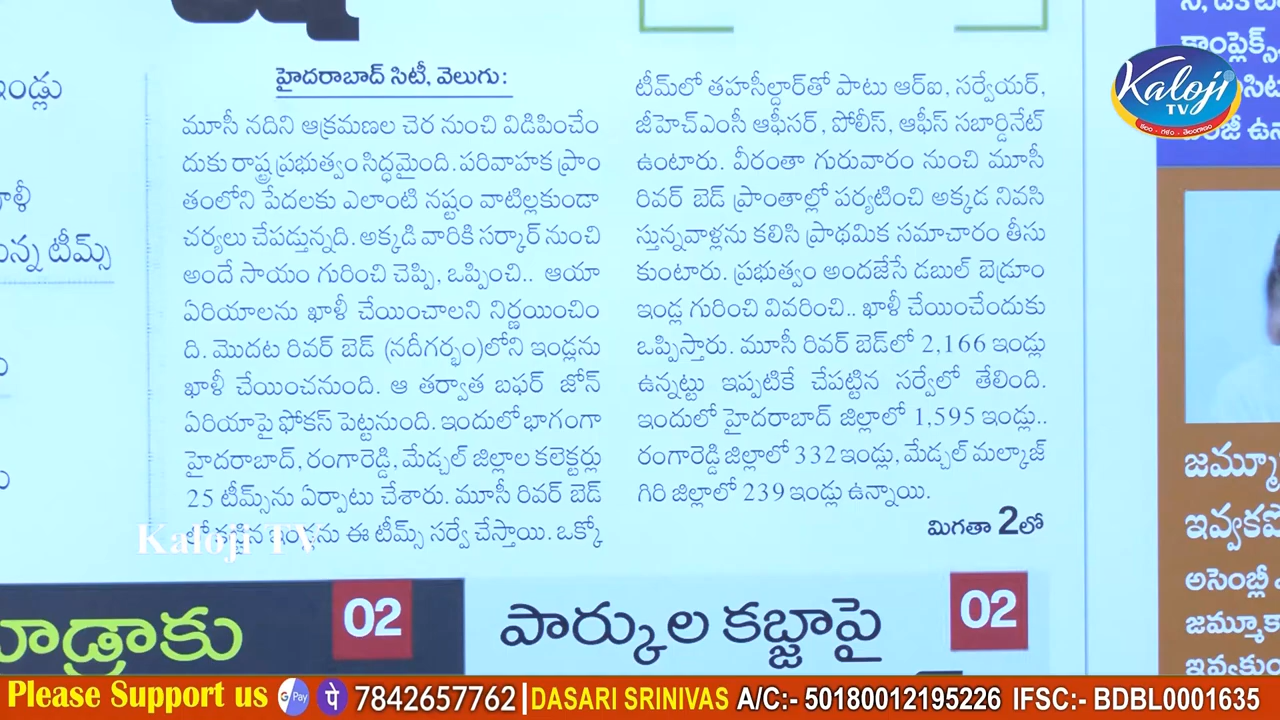 ఇండ్లు
టీమ్స్
హైదరాబాద్ సిటీ, వెలుగు:
మూసీ నదిని ఆక్రమణల చెర నుంచి విడిపించేం
దుకు రాష్ట్ర ప్రభుత్వం సిద్ధమైంది. పరివాహక ప్రాం
తంలోని పేదలకు ఎలాంటి నష్టం వాటిల్లకుండా
చర్యలు చేపడ్తున్నది. అక్కడి వారికి సర్కార్ నుంచి
అందే సాయం గురించి చెప్పి, ఒప్పించి.. ఆయా
ఏరియాలను ఖాళీ చేయించాలని నిర్ణయించిం
ది. మొదట రివర్ బెడ్ (నదీగర్భం)లోని ఇండ్లను
ఖాళీ చేయించనుంది. ఆ తర్వాత బఫర్ జోన్
ఏరియాపై ఫోకస్ పెట్టనుంది. ఇందులో భాగంగా
హైదరాబాద్, రంగారెడ్డి, మేడ్చల్ జిల్లాల కలెక్టర్లు
25 టీమ్స్​ను ఏర్పాటు చేశారు. మూసీ రివర్ బెడ్
ఈ టీమ్స్ సర్వే చేస్తాయి. ఒక్కో
టీమ్​లో తహసీల్దార్​తో పాటు ఆర్ఐ, సర్వేయర్,
జీహెచ్ఎంసీ ఆఫీసర్, పోలీస్, ఆఫీస్ సబార్డినేట్
ఉంటారు. వీరంతా గురువారం నుంచి మూసీ
రివర్ బెడ్ ప్రాంతాల్లో పర్యటించి అక్కడ నివసి
స్తున్నవాళ్లను కలిసి ప్రాథమిక సమాచారం తీసు
కుంటారు. ప్రభుత్వం అందజేసే డబుల్ బెడ్రూం
ఇండ్ల గురించి వివరించి.. ఖాళీ చేయించేందుకు
ఒప్పిస్తారు. మూసీ రివర్ బెడ్​లో 2,166 ఇండ్లు
ఉన్నట్టు ఇప్పటికే చేపట్టిన సర్వేలో తేలింది.
ఇందులో హైదరాబాద్ జిల్లాలో 1,595 ఇండ్లు..
రంగారెడ్డి జిల్లాలో 332 ఇండ్లు, మేడ్చల్ మల్కాజ్
గిరి జిల్లాలో 239 ఇండ్లు ఉన్నాయి.
మిగతా 2లో
Kaloji TV
కలం - గళం - తెలంగాణం
Kaloji TV
02
పార్కుల కబ్జాపై
02
జమ్మూ
అసెంబ్లీ
Please Support us G Pay పే 7842657762 | DASARI SRINIVAS A/C:- 50180012195226 IFSC:- BDBL0001635